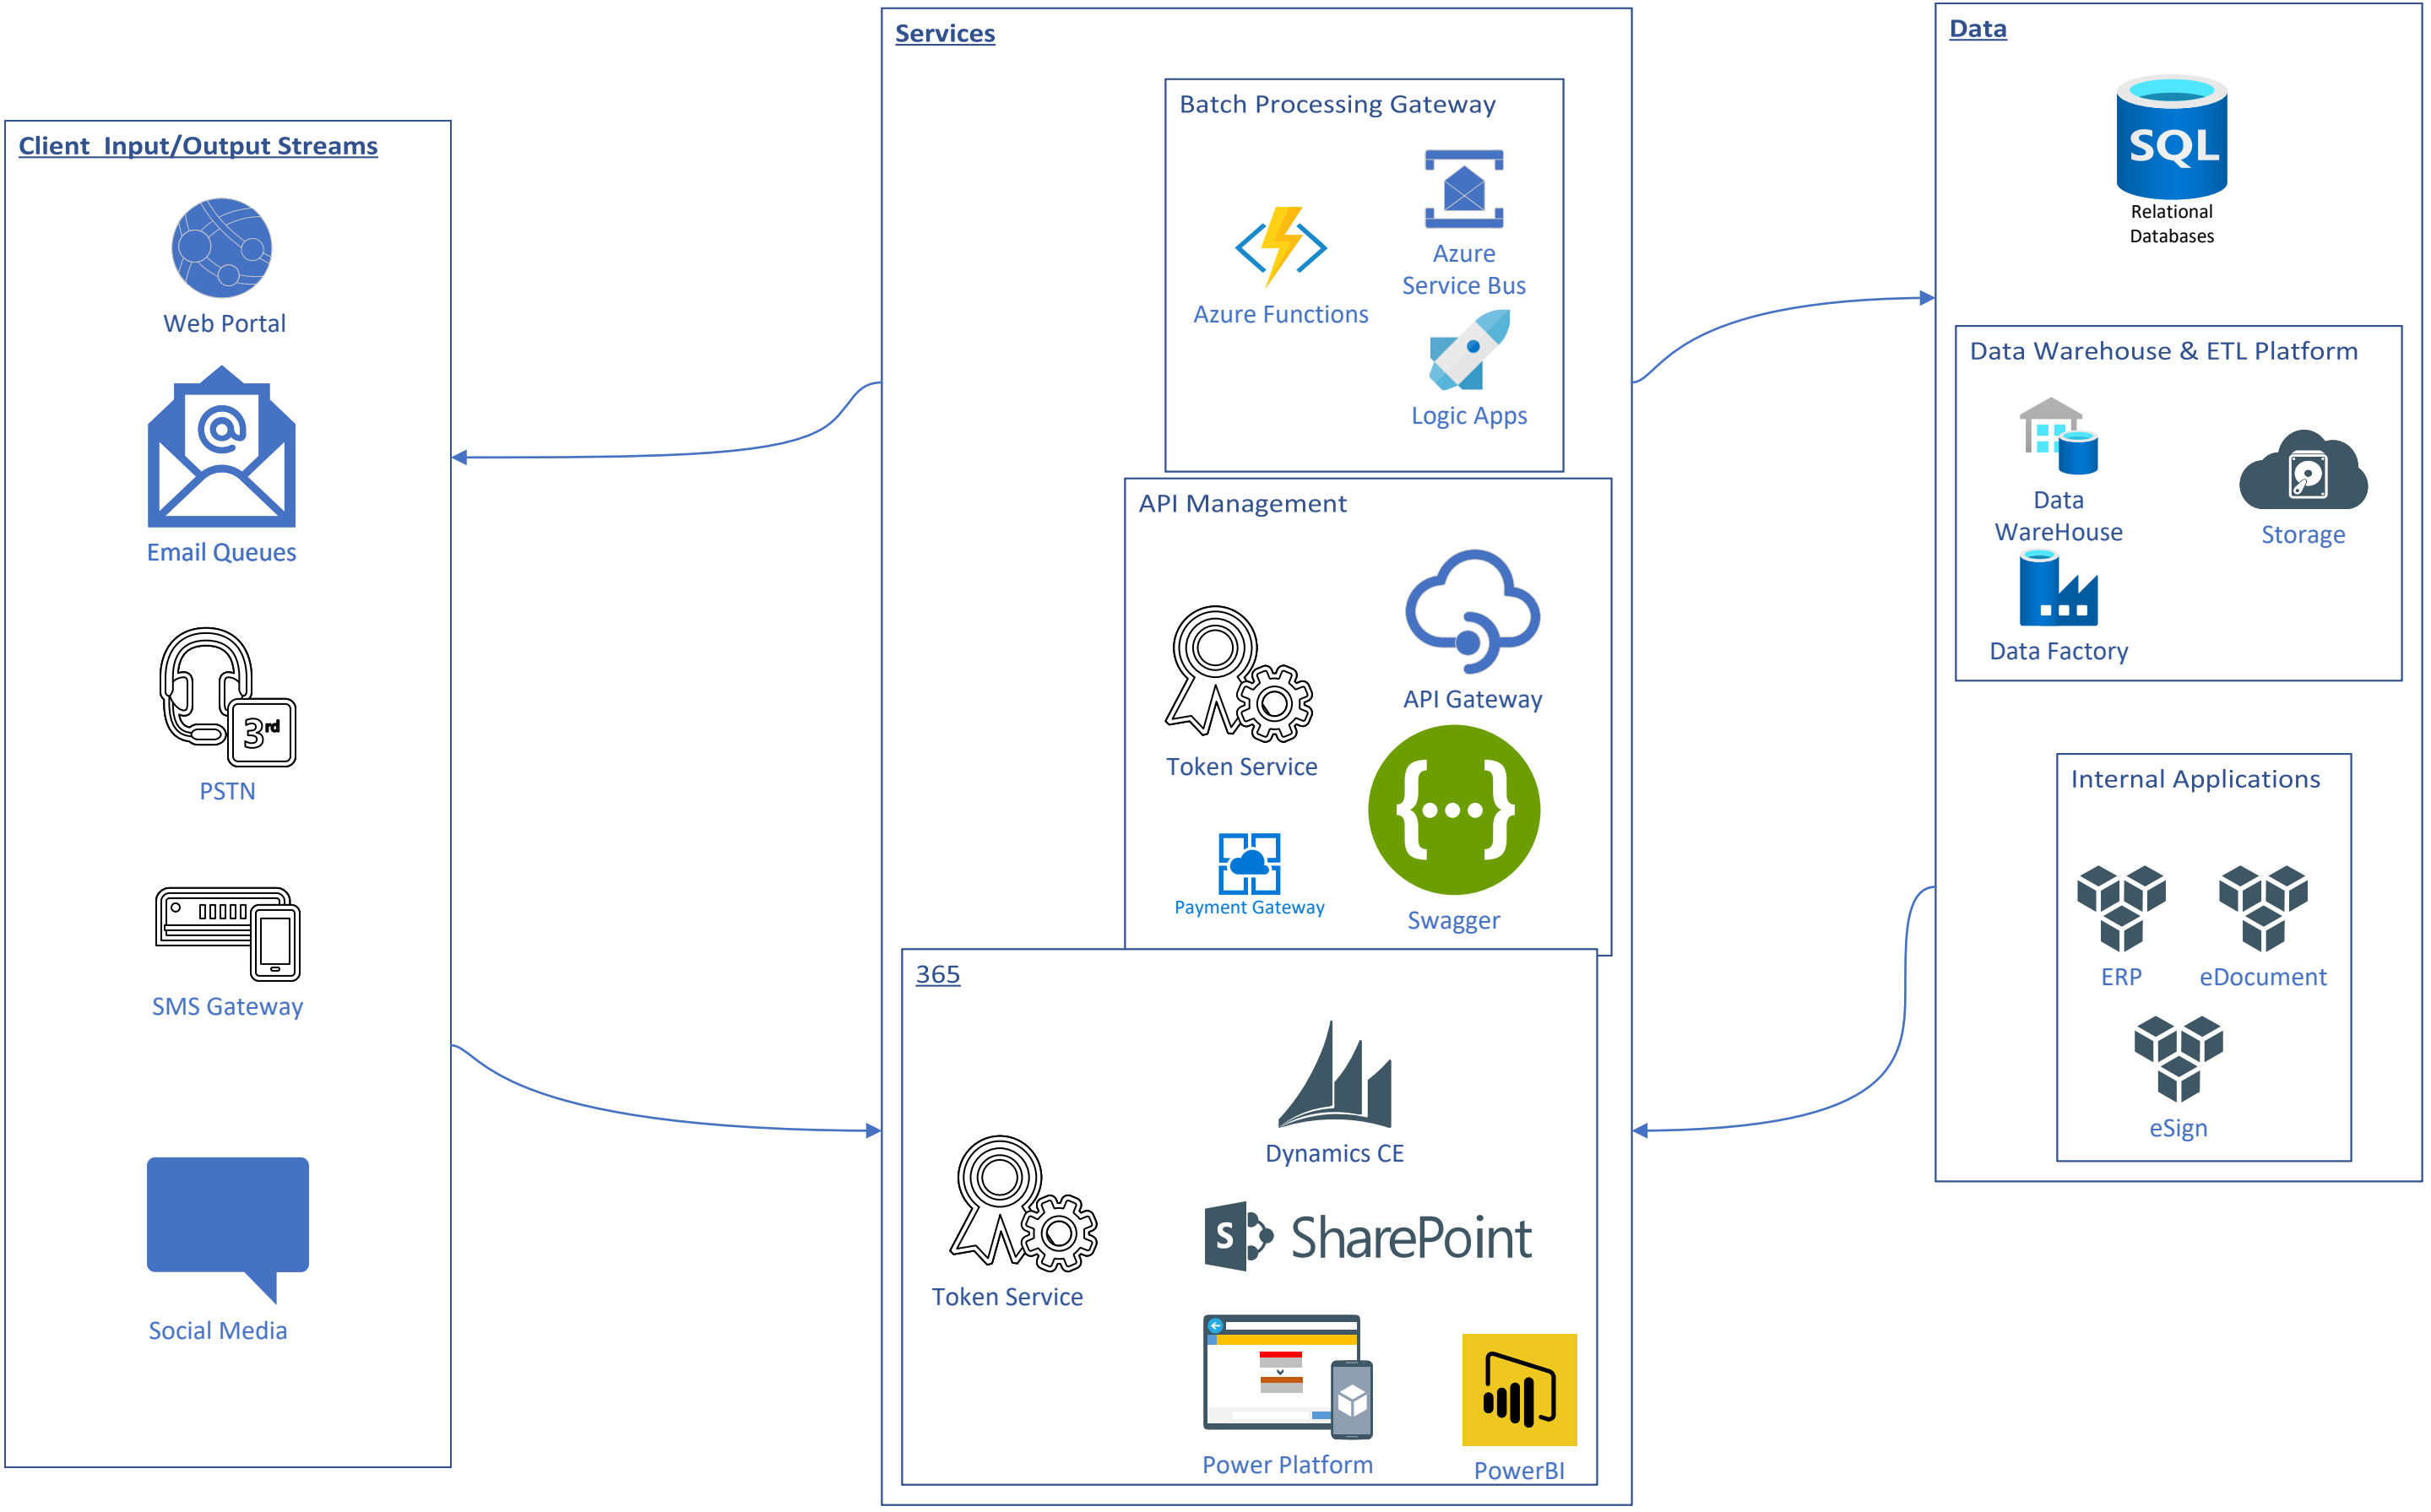 Client  Input/Output Streams
Web Portal
@
Email Queues
3rd
PSTN
SMS Gateway
Social Media
Services
Batch Processing Gateway
Azure Functions
Azure
Service Bus
Logic Apps
API Management
Token Service
API Gateway
{...}
Payment Gateway
Swagger
365
Token Service
Dynamics CE
S SharePoint
Power Platform
PowerBI
Data
SQL
Relational
Databases
Data Warehouse & ETL Platform
Data
WareHouse
Storage
Data Factory
Internal Applications
ERP
eDocument
eSign